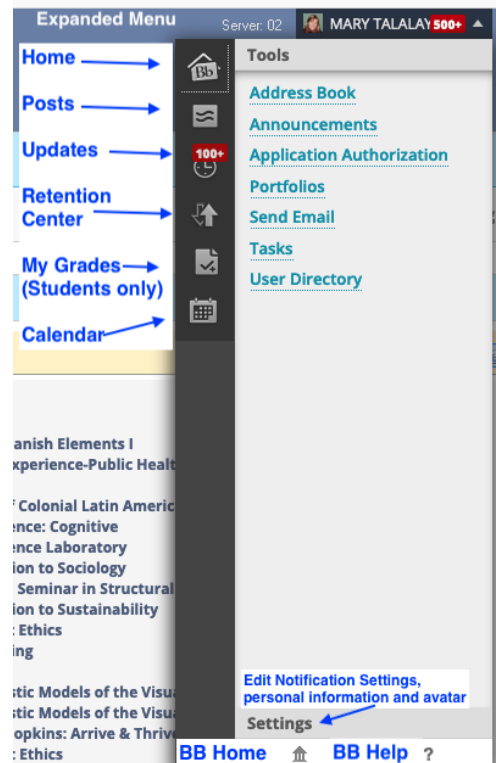 Expanded Menu
Server: 02
MARY TALALAY 500+
Home
Bb
Tools
Address Book
Posts
Announcements
Updates
100+
Application Authorization
Portfolios
Retention
Center
Send Email
Tasks
My Grades
(Students only)
User Directory
Calendar
anish Elements I
xperience-Public Healt
f Colonial Latin Americ
ence: Cognitive
ence Laboratory
ion to Sociology
Seminar in Structural
ion to Sustainability
: Ethics
ing
stic Models of the Visua
stic Models of the Visua
opkins: Arrive & Thrive
: Ethics
Edit Notification Settings,
personal information and avatar
Settings
BB Home
BB Help ?